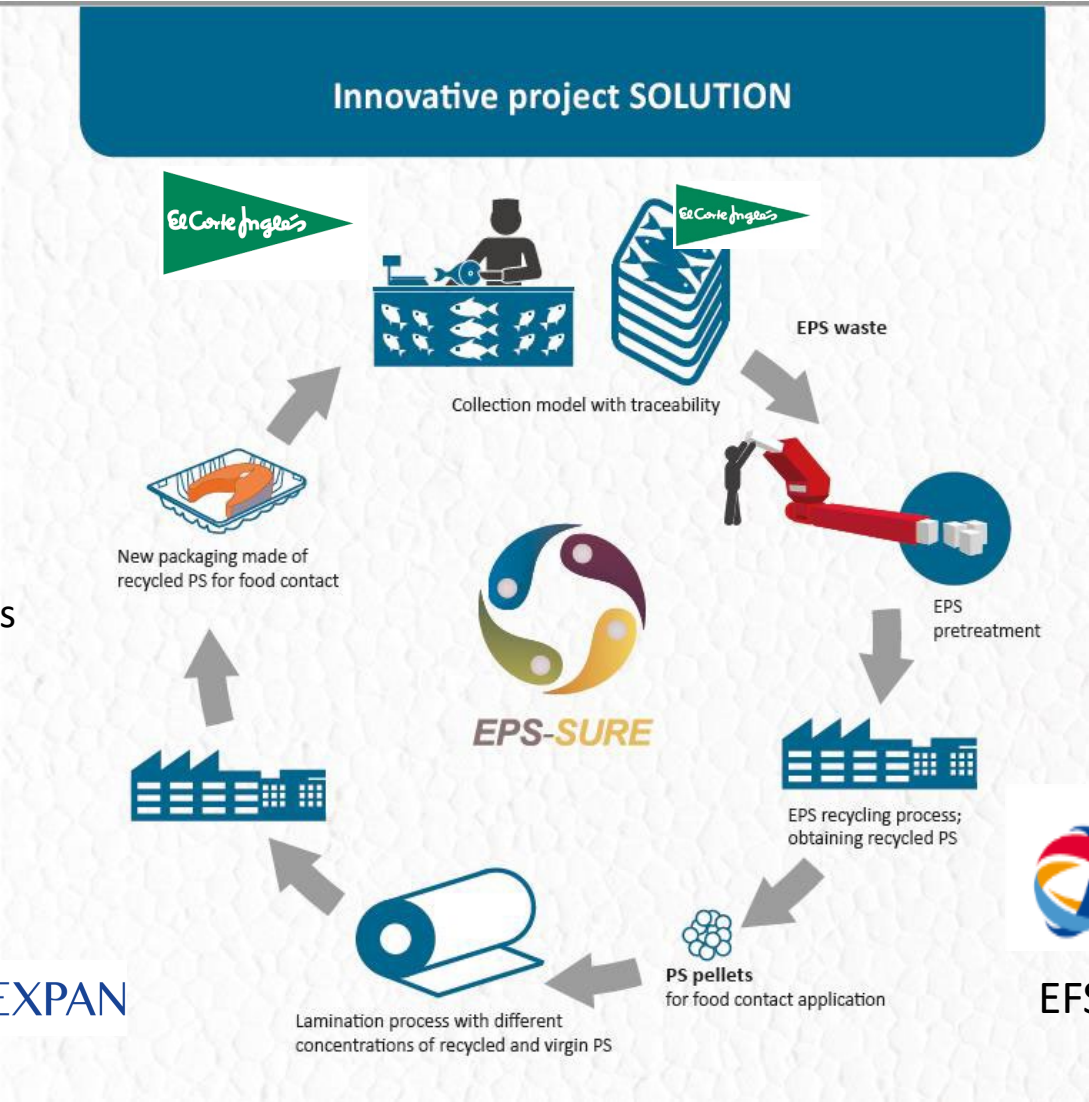 Innovative project SOLUTION
El Corte Inglés
El Corte Inglés
EPS waste
Collection model with traceability
New packaging made of
recycled PS for food contact
s
EPS
pretreatment
EPS-SURE
EPS recycling process;
obtaining recycled PS
PS pellets
for food contact application
EXPAN
EFS
Lamination process with different
concentrations of recycled and virgin PS